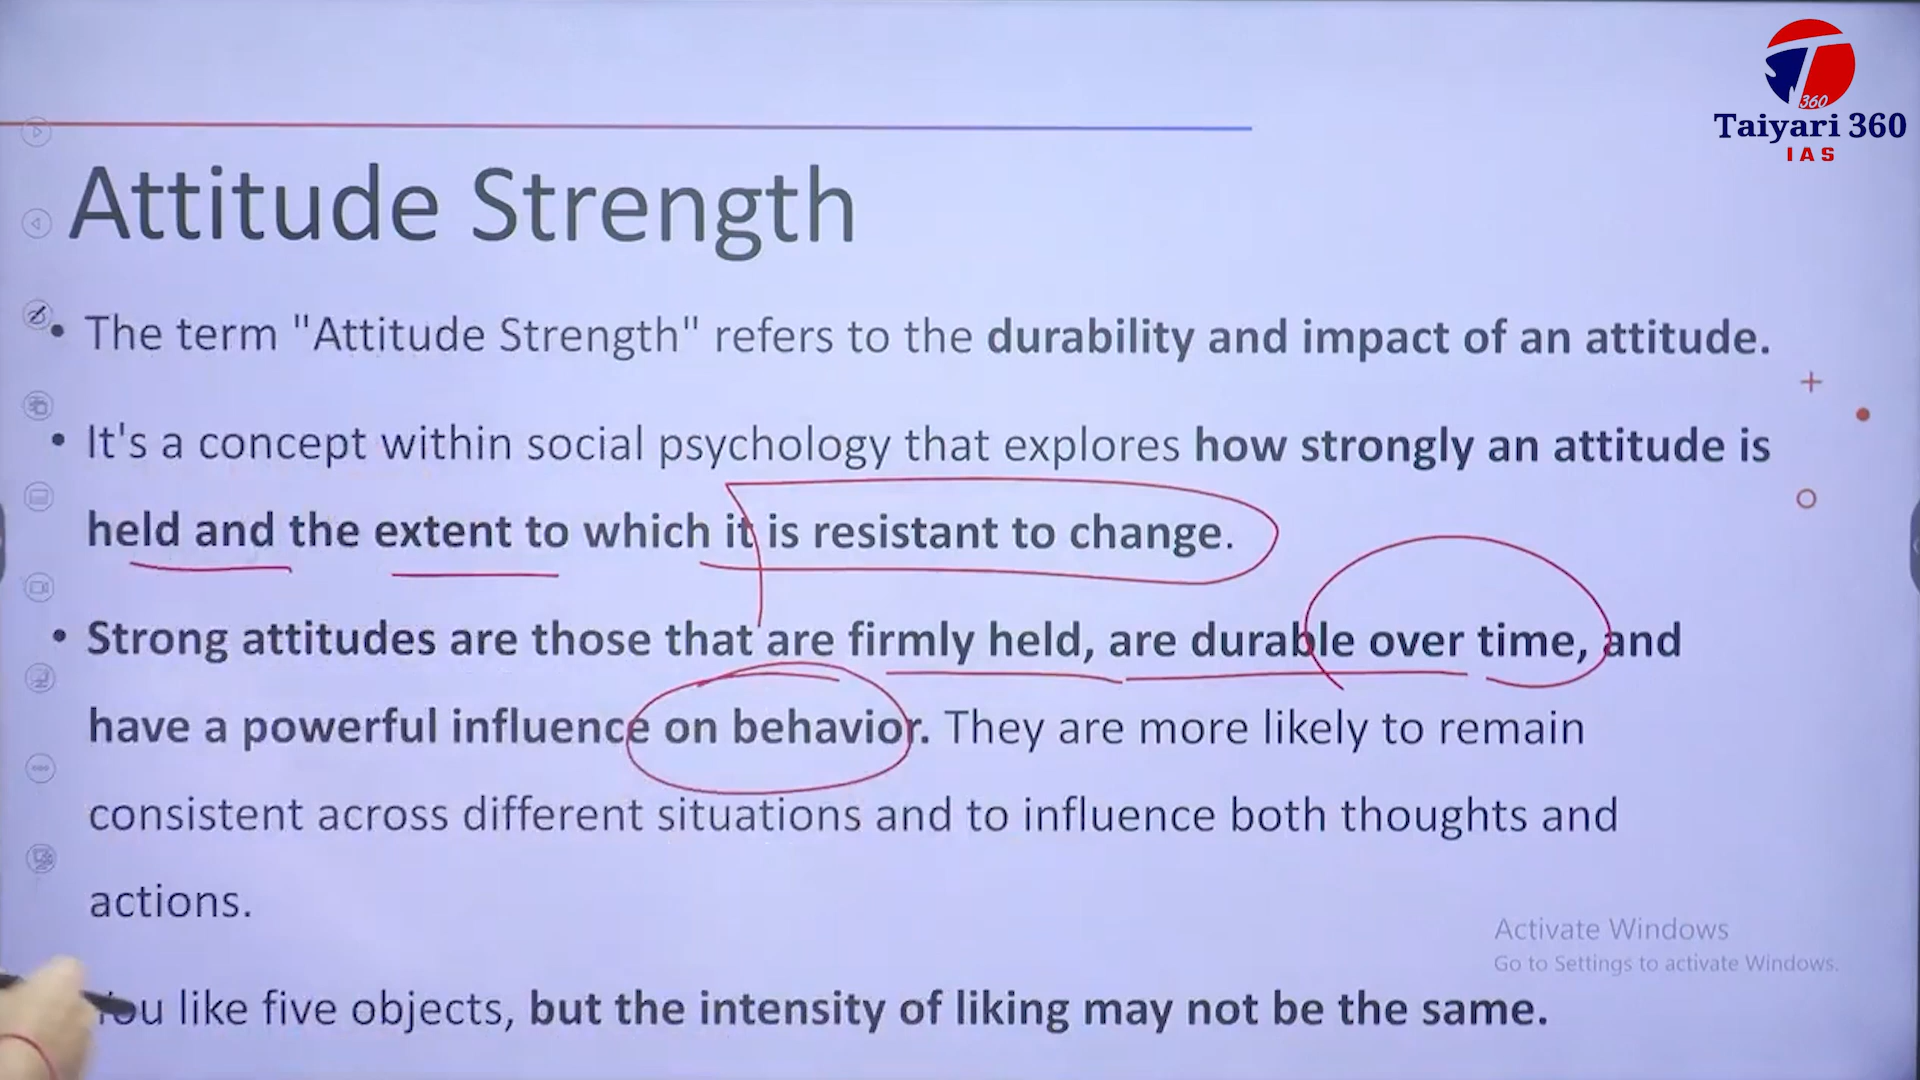 360
Taiyari 360
IAS
Attitude Strength
• The term "Attitude Strength" refers to the durability and impact of an attitude.
• It's a concept within social psychology that explores how strongly an attitude is
held and the extent to which it is resistant to change.
• Strong attitudes are those that are firmly held, are durable over time, and
have a powerful influence on behavior. They are more likely to remain
consistent across different situations and to influence both thoughts and
actions.
You like five objects, but the intensity of liking may not be the same.
Activate Windows
Go to Settings to activate Windows.